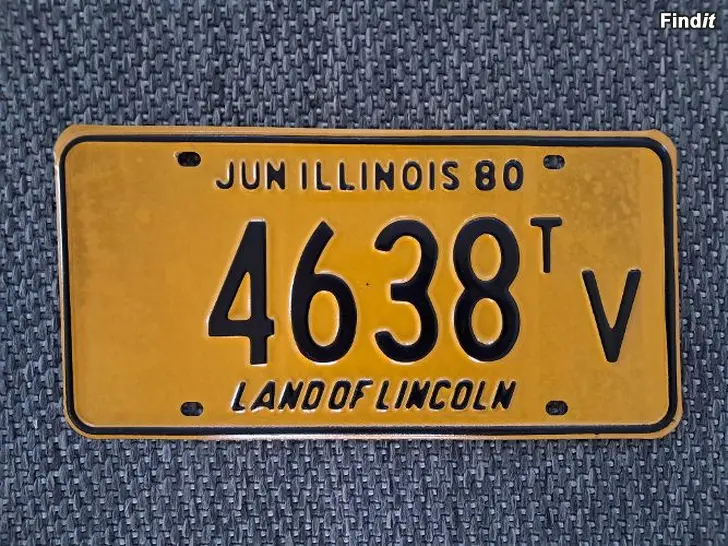 Findit
JUN ILLINOIS 80
4638 T V
LAND OF LINCOLN